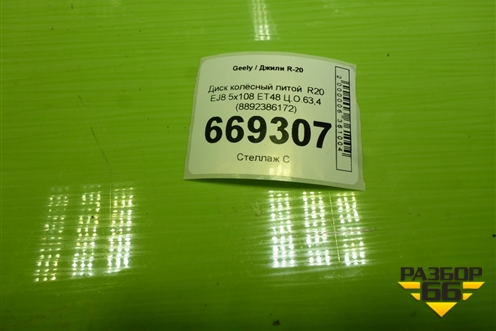 Geely / Джили R-20
Диск колёсный литой R20
EJ8 5x108 ET48 Ц.О.63,4
(8892386172)
669307
Стеллаж С
РАЗБОР
66